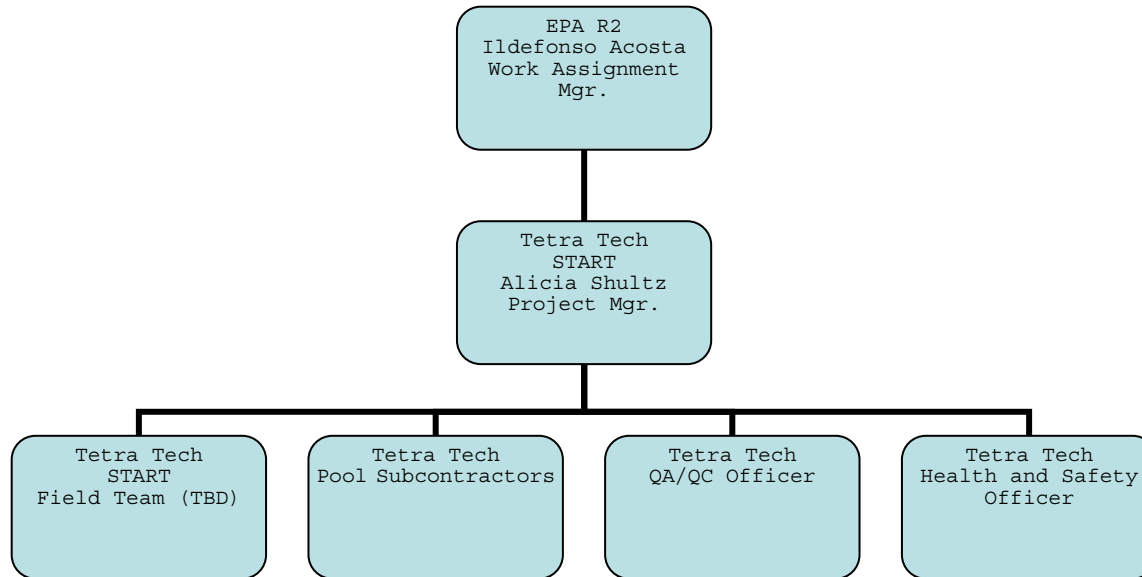 EPA R2
Ildefonso Acosta
Work Assignment
Mgr.
Tetra Tech
START
Alicia Shultz
Project Mgr.
Tetra Tech
START
Field Team (TBD)
Tetra Tech
Pool Subcontractors
Tetra Tech
QA/QC Officer
Tetra Tech
Health and Safety
Officer